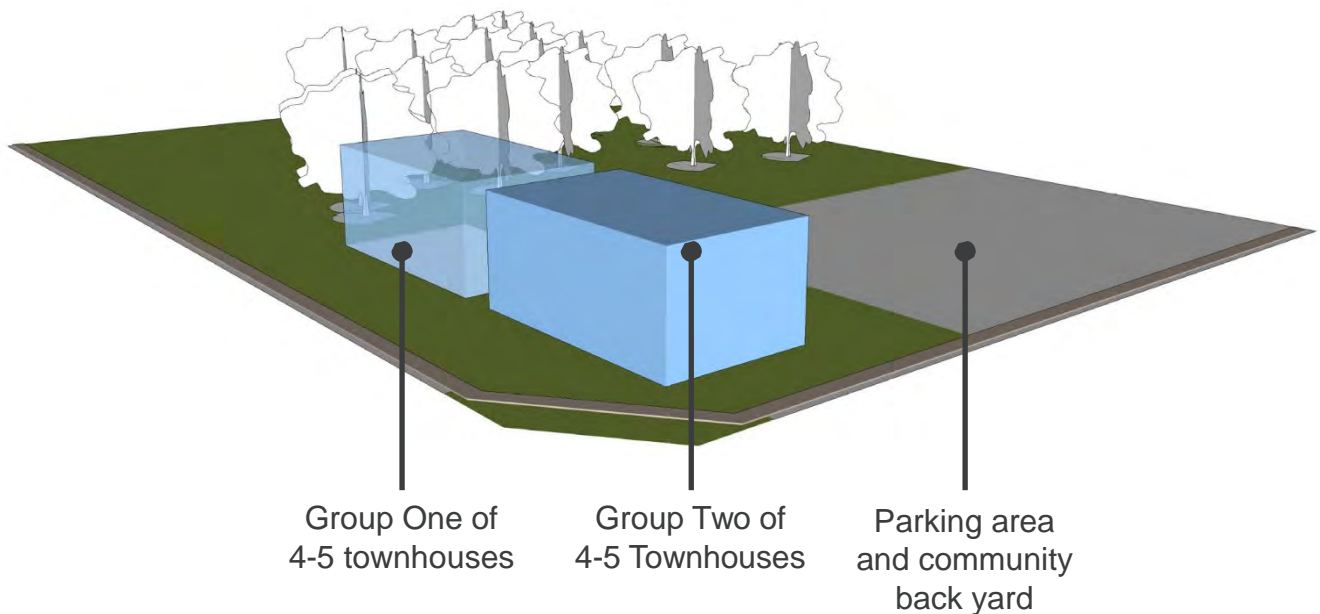 Group One of
4-5 townhouses
Group Two of
4-5 Townhouses
Parking area
and community
back yard